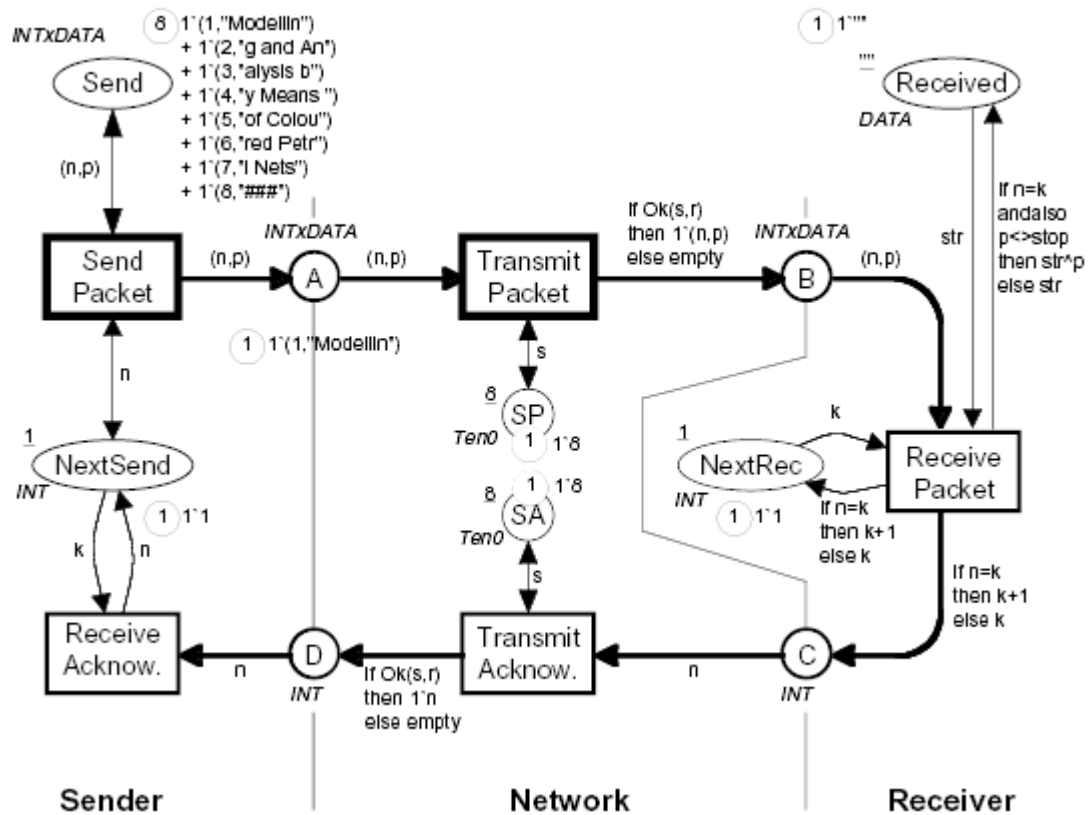 INTxDATA
8 1`(1,"Modellin")
+ 1`(2,"g and An")
+ 1`(3,"alysis b")
+ 1`(4,"y Means ")
+ 1`(5,"of Colou")
+ 1`(6,"red Petr")
+ 1`(7,"I Nets")
+ 1`(8,"###")
Send
(n,p)
1 1`""
""
Received
DATA
str
If n=k
andalso
p<>stop
then str^p
else str
Send
Packet
(n,p)
INTxDATA
A
(n,p)
1 1`(1,"Modellin")
Transmit
Packet
If Ok(s,r)
then 1`(n,p)
else empty
INTxDATA
B
(n,p)
n
s
8
SP
Ten0
1 1`8
1
NextSend
INT
1 1`1
k
n
1 1`8
8
SA
Ten0
s
1
NextRec
INT
1 1`1
k
If n=k
then k+1
else k
Receive
Packet
If n=k
then k+1
else k
Receive
Acknow.
n
D
INT
If Ok(s,r)
then 1`n
else empty
Transmit
Acknow.
n
C
INT
Sender
Network
Receiver